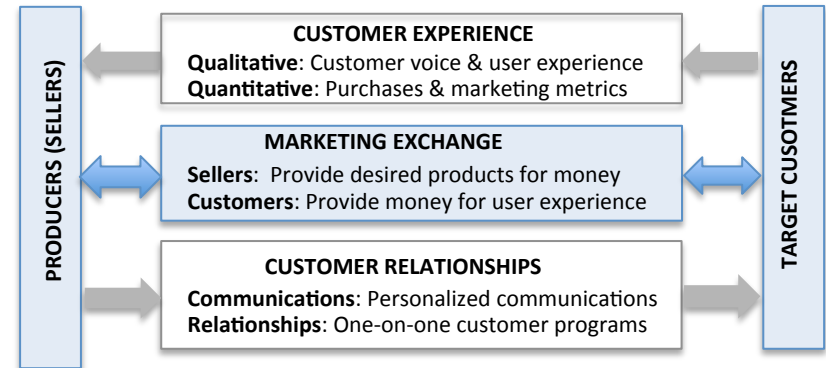 PRODUCERS (SELLERS)
CUSTOMER EXPERIENCE
Qualitative: Customer voice & user experience
Quantitative: Purchases & marketing metrics
MARKETING EXCHANGE
Sellers: Provide desired products for money
Customers: Provide money for user experience
CUSTOMER RELATIONSHIPS
Communications: Personalized communications
Relationships: One-on-one customer programs
TARGET CUSOTMERS